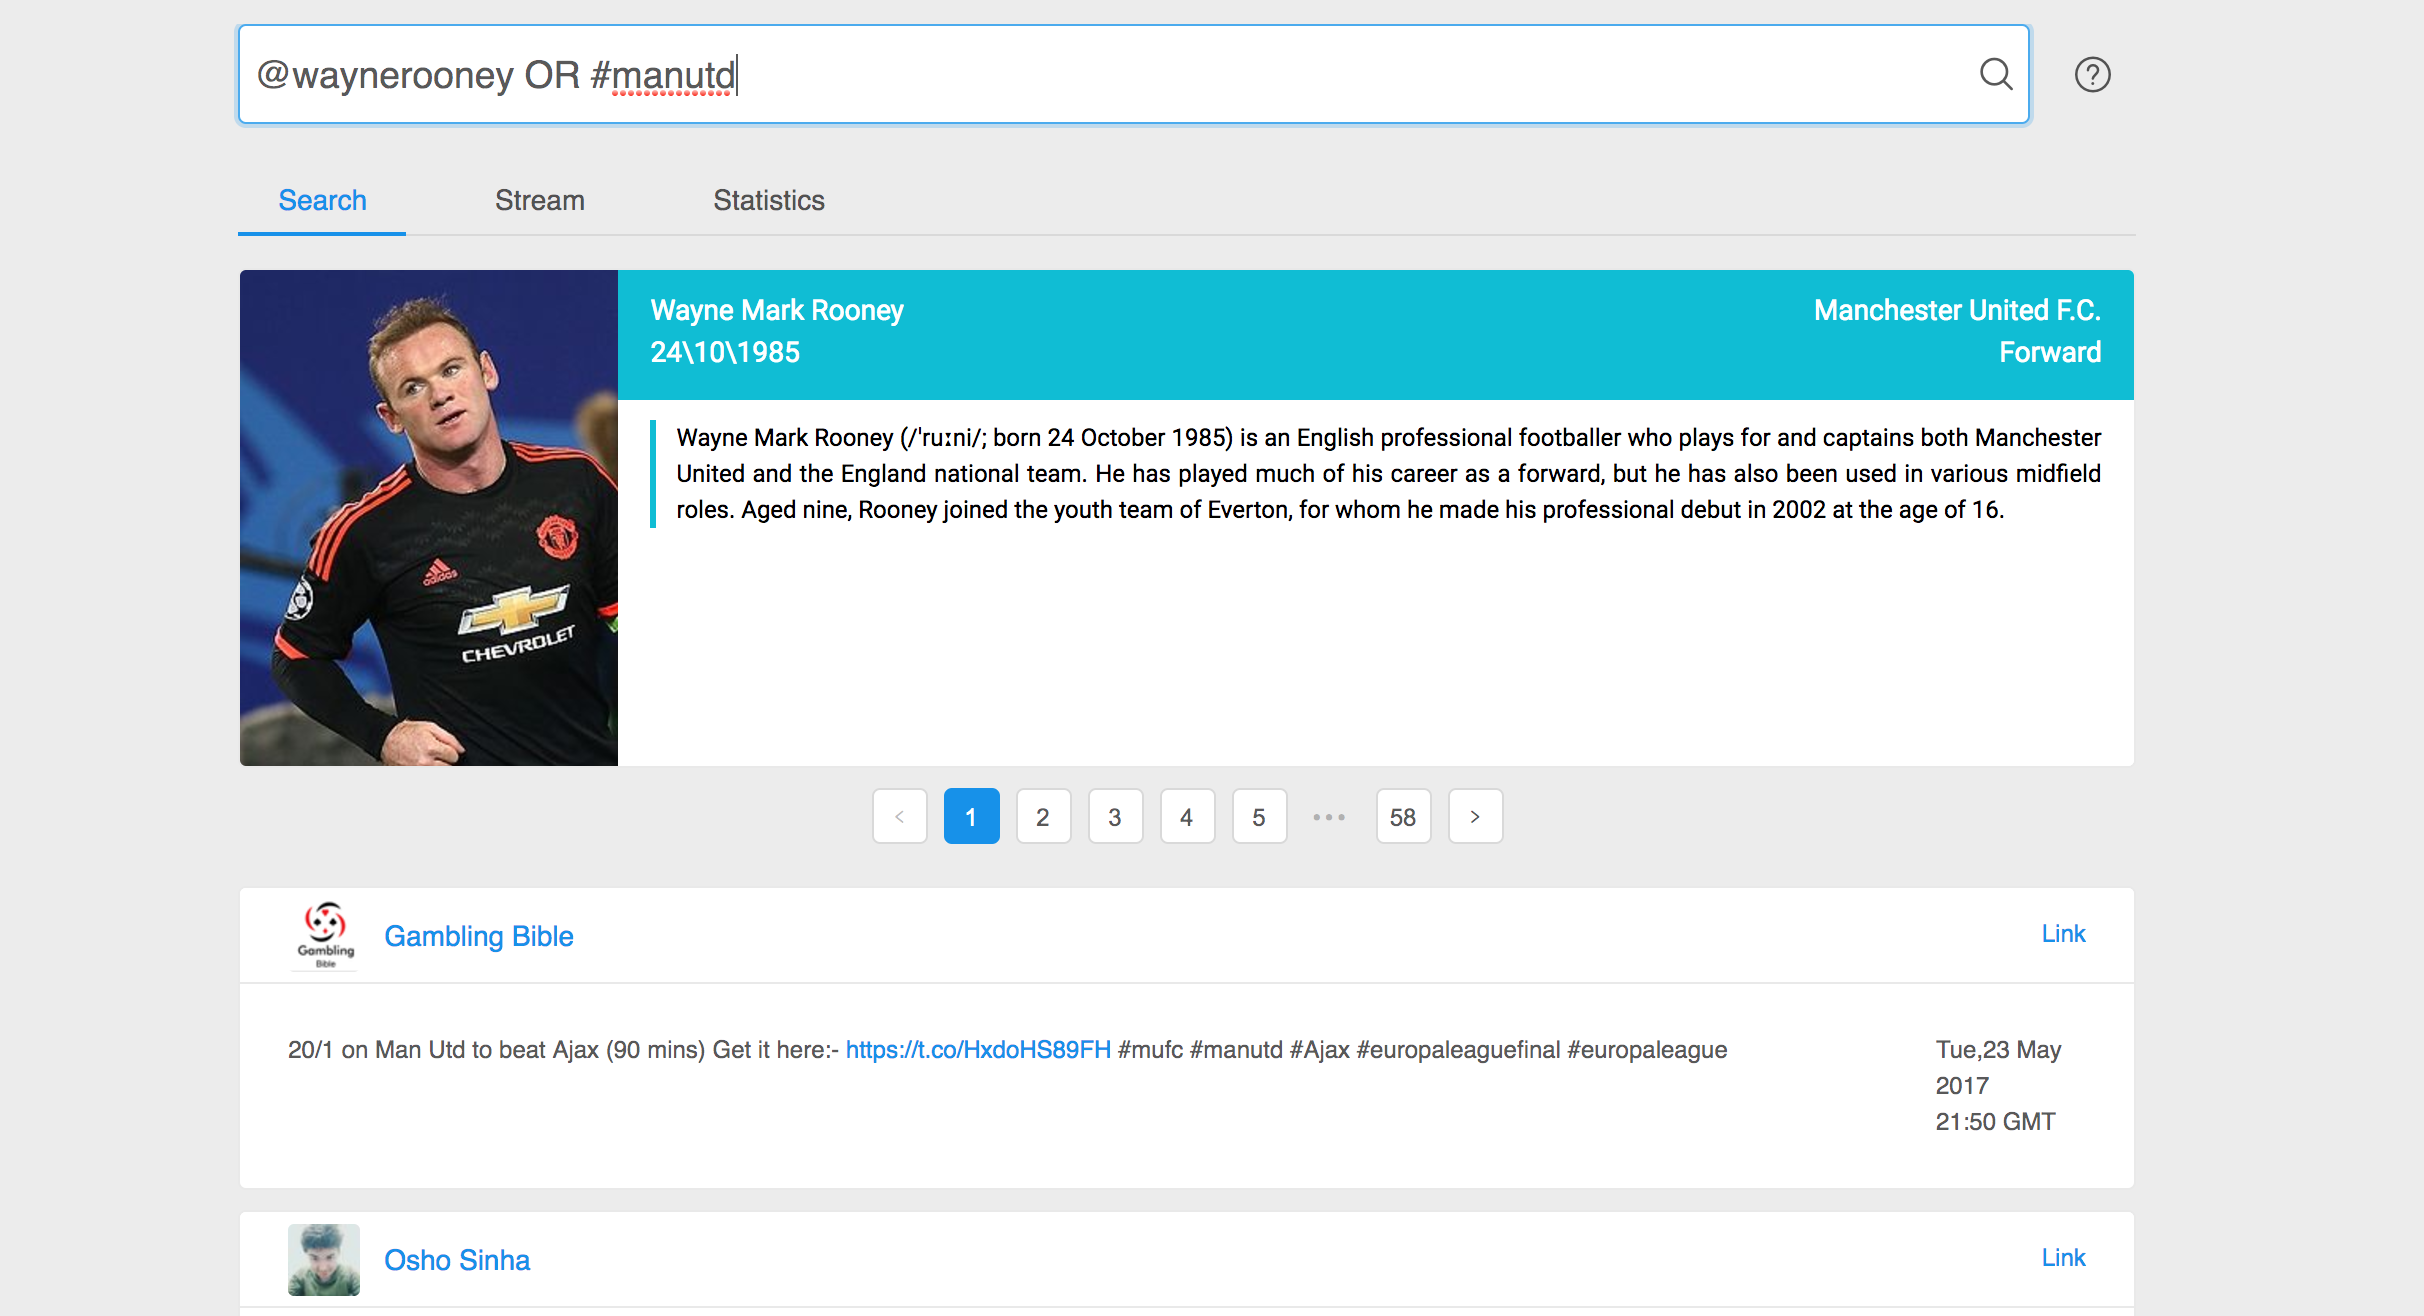 @waynerooney OR #manutd
Search Stream Statistics
Wayne Mark Rooney Manchester United F.C.
24\10\1985 Forward
Wayne Mark Rooney (/ˈruːni/; born 24 October 1985) is an English professional footballer who plays for and captains both Manchester
United and the England national team. He has played much of his career as a forward, but he has also been used in various midfield
roles. Aged nine, Rooney joined the youth team of Everton, for whom he made his professional debut in 2002 at the age of 16.
adidas
CHEVROLET
< 1 2 3 4 5 ••• 58 >
Gambling
Bible
Gambling Bible Link
20/1 on Man Utd to beat Ajax (90 mins) Get it here:- https://t.co/HxdoHS89FH #mufc #manutd #Ajax #europaleaguefinal #europaleague
Tue,23 May
2017
21:50 GMT
Osho Sinha Link